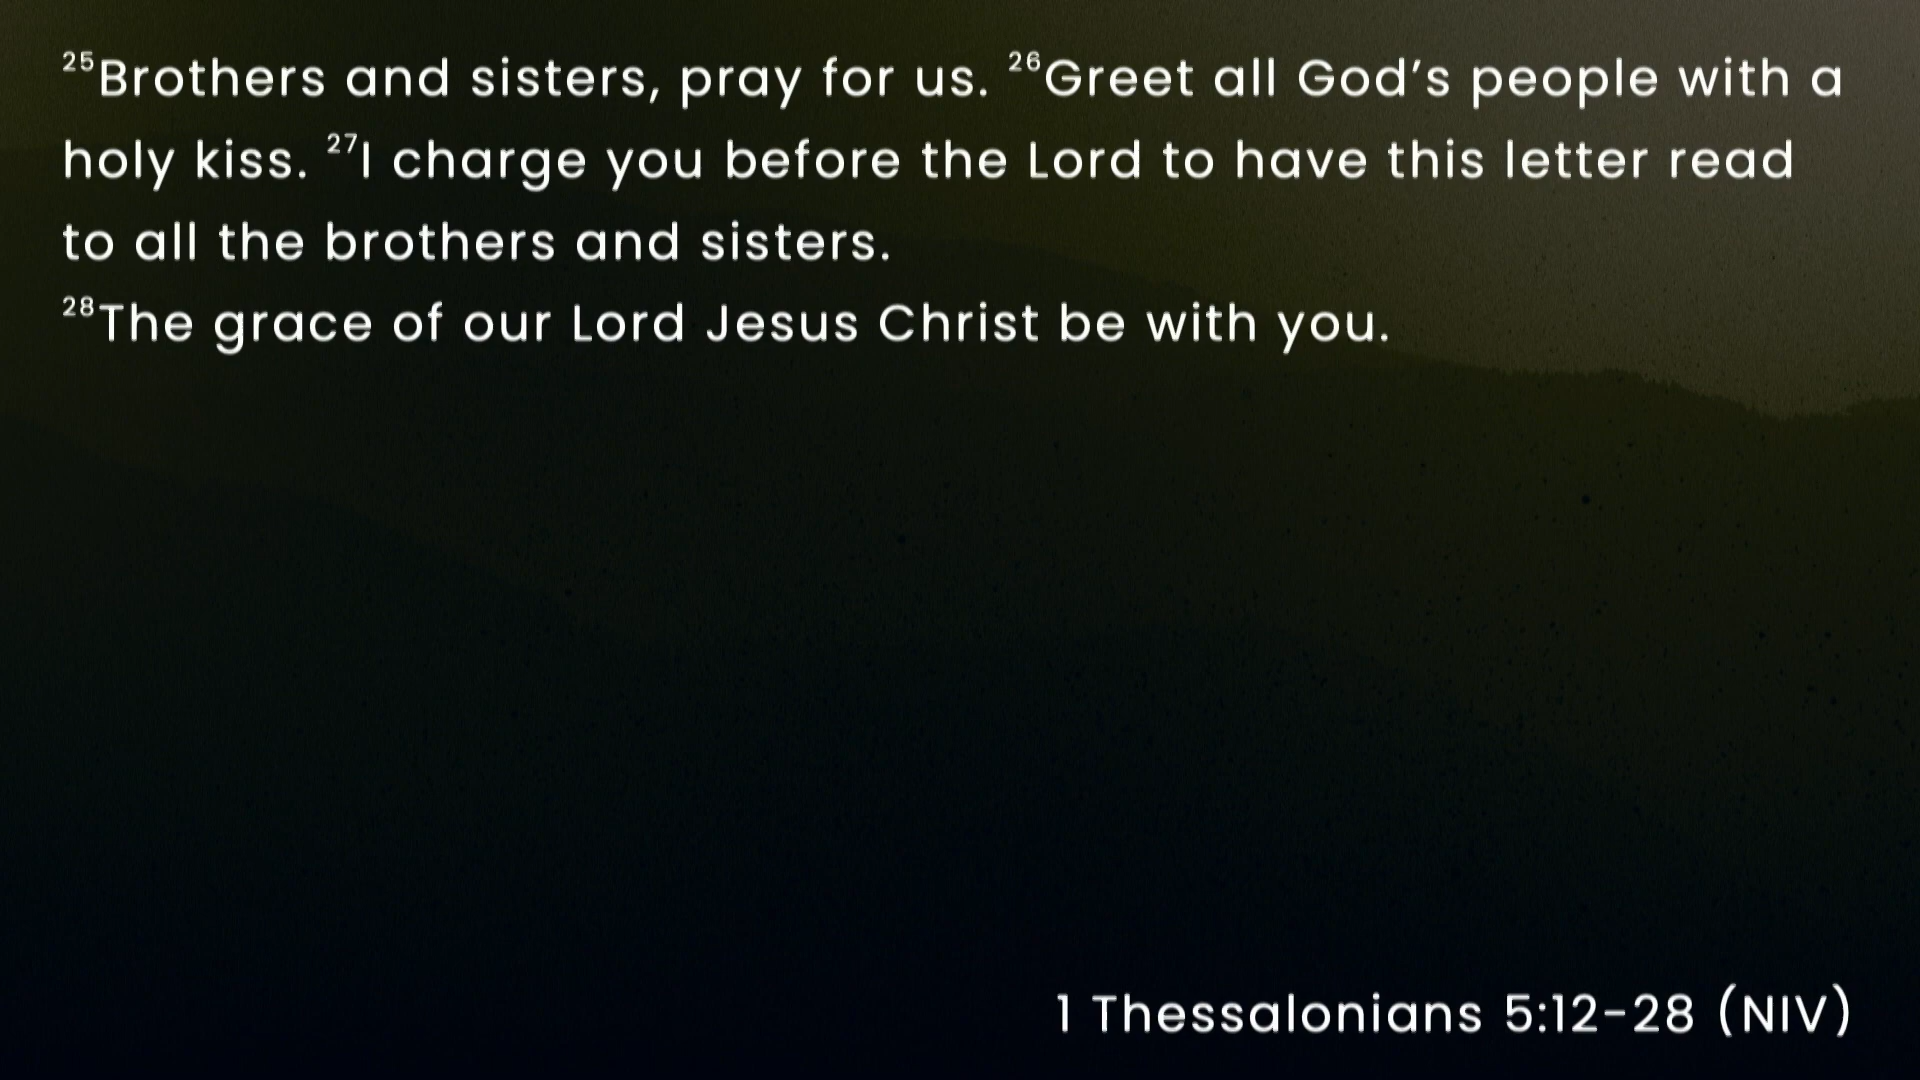 ²⁵Brothers and sisters, pray for us. ²⁶Greet all God’s people with a
holy kiss. ²⁷I charge you before the Lord to have this letter read
to all the brothers and sisters.
²⁸The grace of our Lord Jesus Christ be with you.
1 Thessalonians 5:12-28 (NIV)